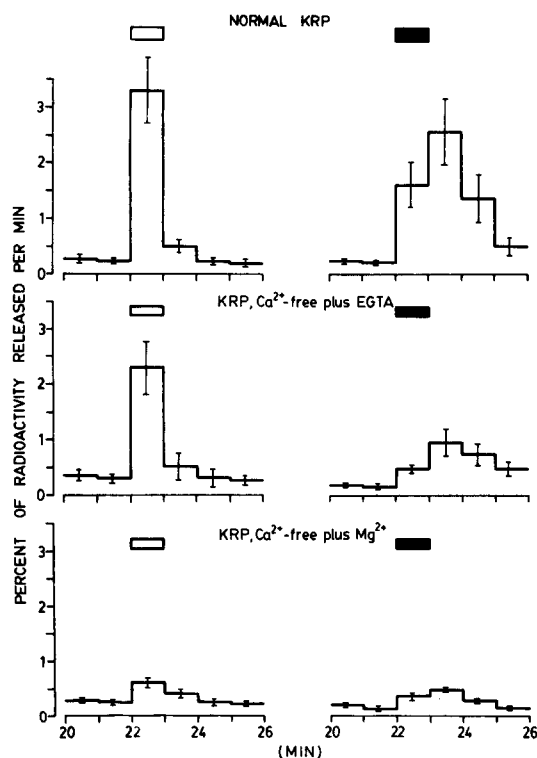 NORMAL KRP
3
2
1
0
KRP, Ca²⁺-free plus EGTA
3
2
1
0
KRP, Ca²⁺-free plus Mg²⁺
3
2
1
0
20 22 24 26 20 22 24 26
(MIN)
PERCENT OF RADIOACTIVITY RELEASED PER MIN